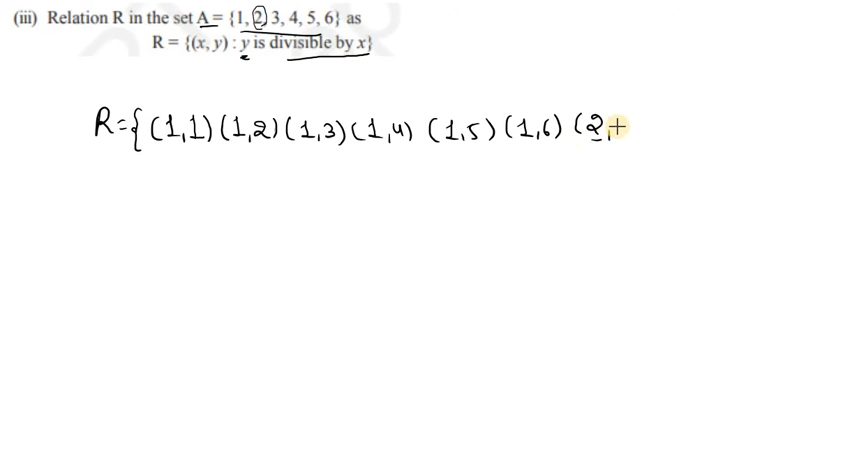 (iii) Relation R in the set A = {1, 2, 3, 4, 5, 6} as
R = {(x, y) : y is divisible by x}
R={ (1,1) (1,2) (1,3) (1,4) (1,5) (1,6) (2,